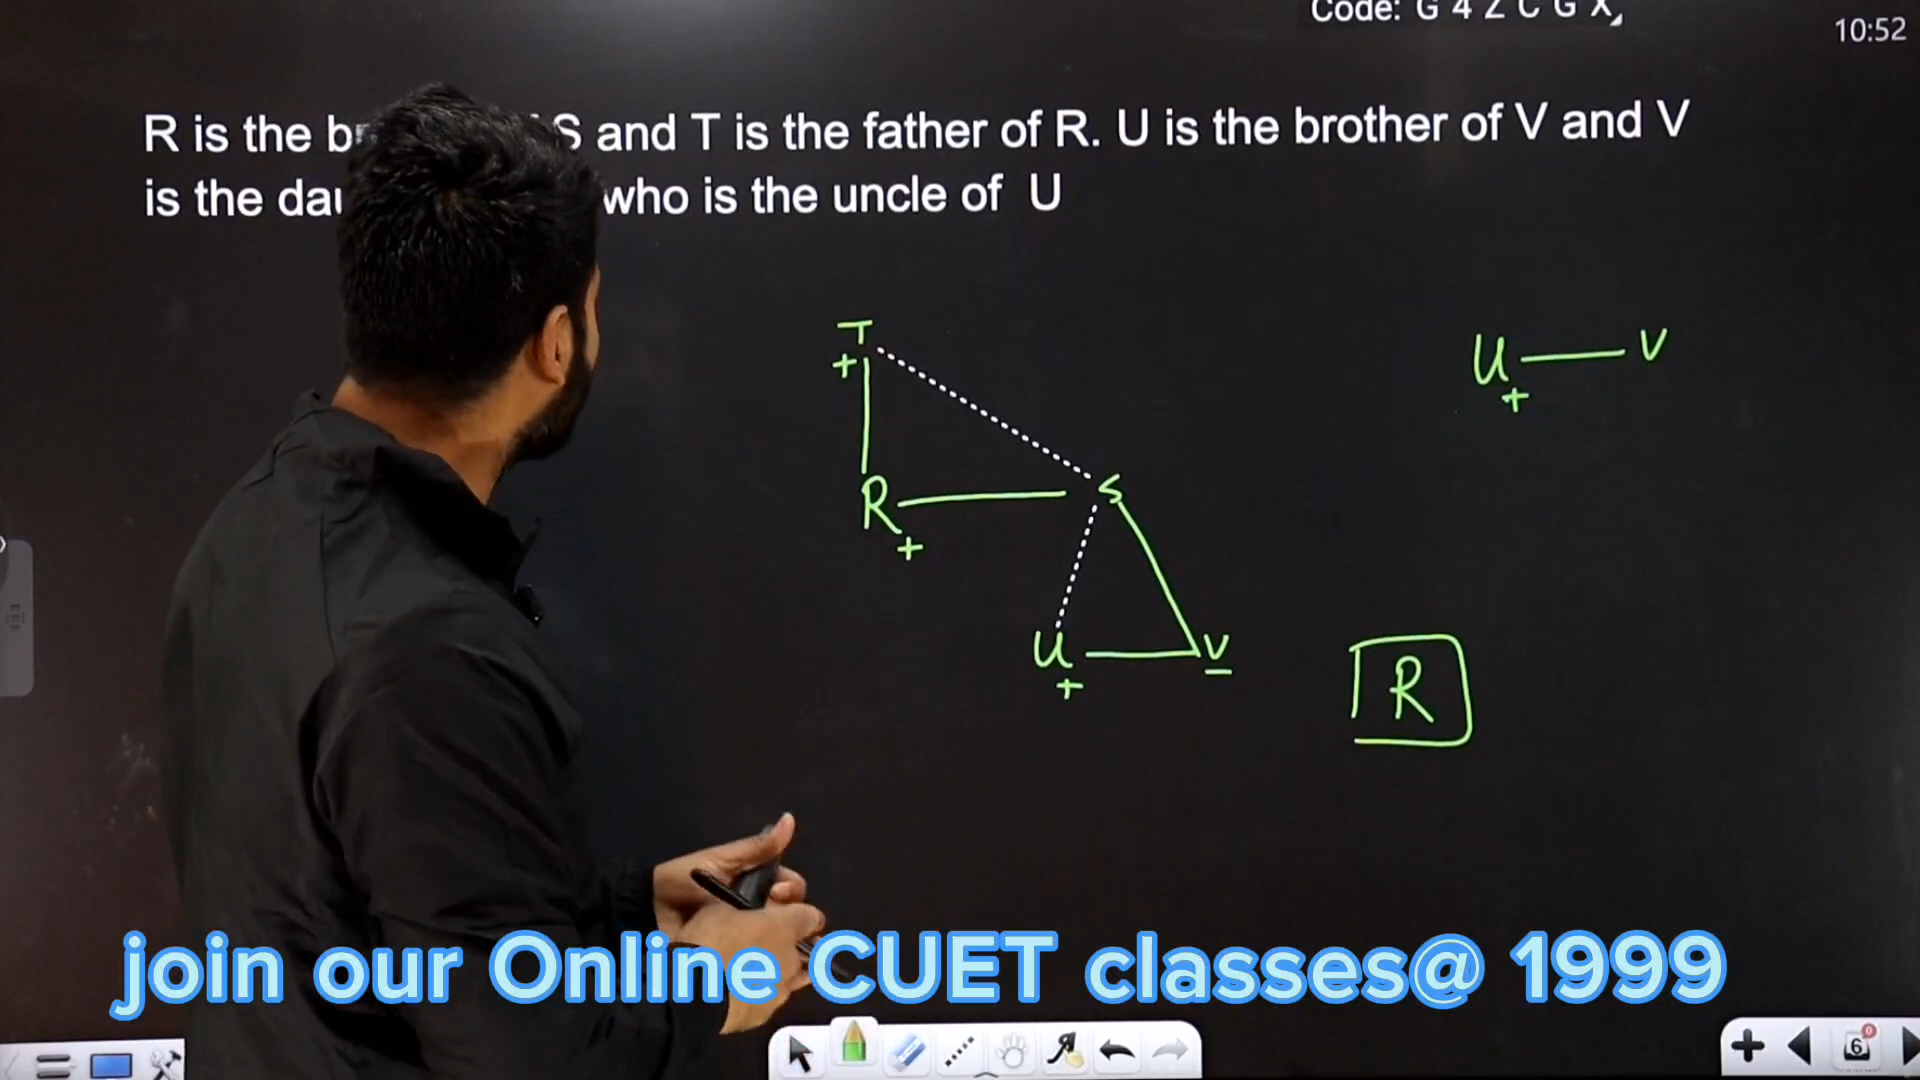 Code: G 4 Z C G X
10:52
R is the S and T is the father of R. U is the brother of V and V
is the who is the uncle of U
T
+
U V
+
R S
+
U V
+
R
join our Online CUET classes@ 1999
6